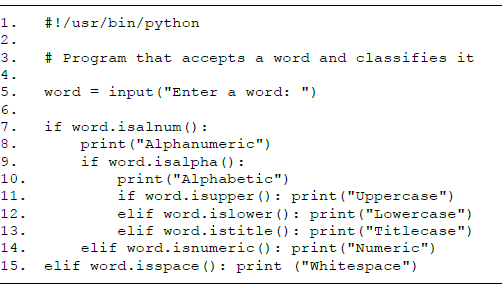 1. #!/usr/bin/python
2.
3. # Program that accepts a word and classifies it
4.
5. word = input("Enter a word: ")
6.
7. if word.isalnum():
8.     print("Alphanumeric")
9.     if word.isalpha():
10.         print("Alphabetic")
11.         if word.isupper(): print("Uppercase")
12.         elif word.islower(): print("Lowercase")
13.         elif word.istitle(): print("Titlecase")
14.     elif word.isnumeric(): print("Numeric")
15. elif word.isspace(): print ("Whitespace")